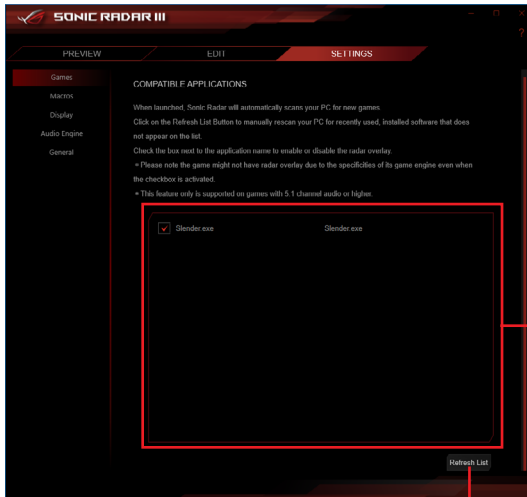 SONIC RADAR III
?
PREVIEW
EDIT
SETTINGS
Games
Macros
Display
Audio Engine
General
COMPATIBLE APPLICATIONS
When launched, Sonic Radar will automatically scans your PC for new games.
Click on the Refresh List Button to manually rescan your PC for recently used, installed software that does
not appear on the list.
Check the box next to the application name to enable or disable the radar overlay.
* Please note the game might not have radar overlay due to the specificities of its game engine even when
the checkbox is activated.
* This feature only is supported on games with 5.1 channel audio or higher.
Slender.exe Slender.exe
Refresh List